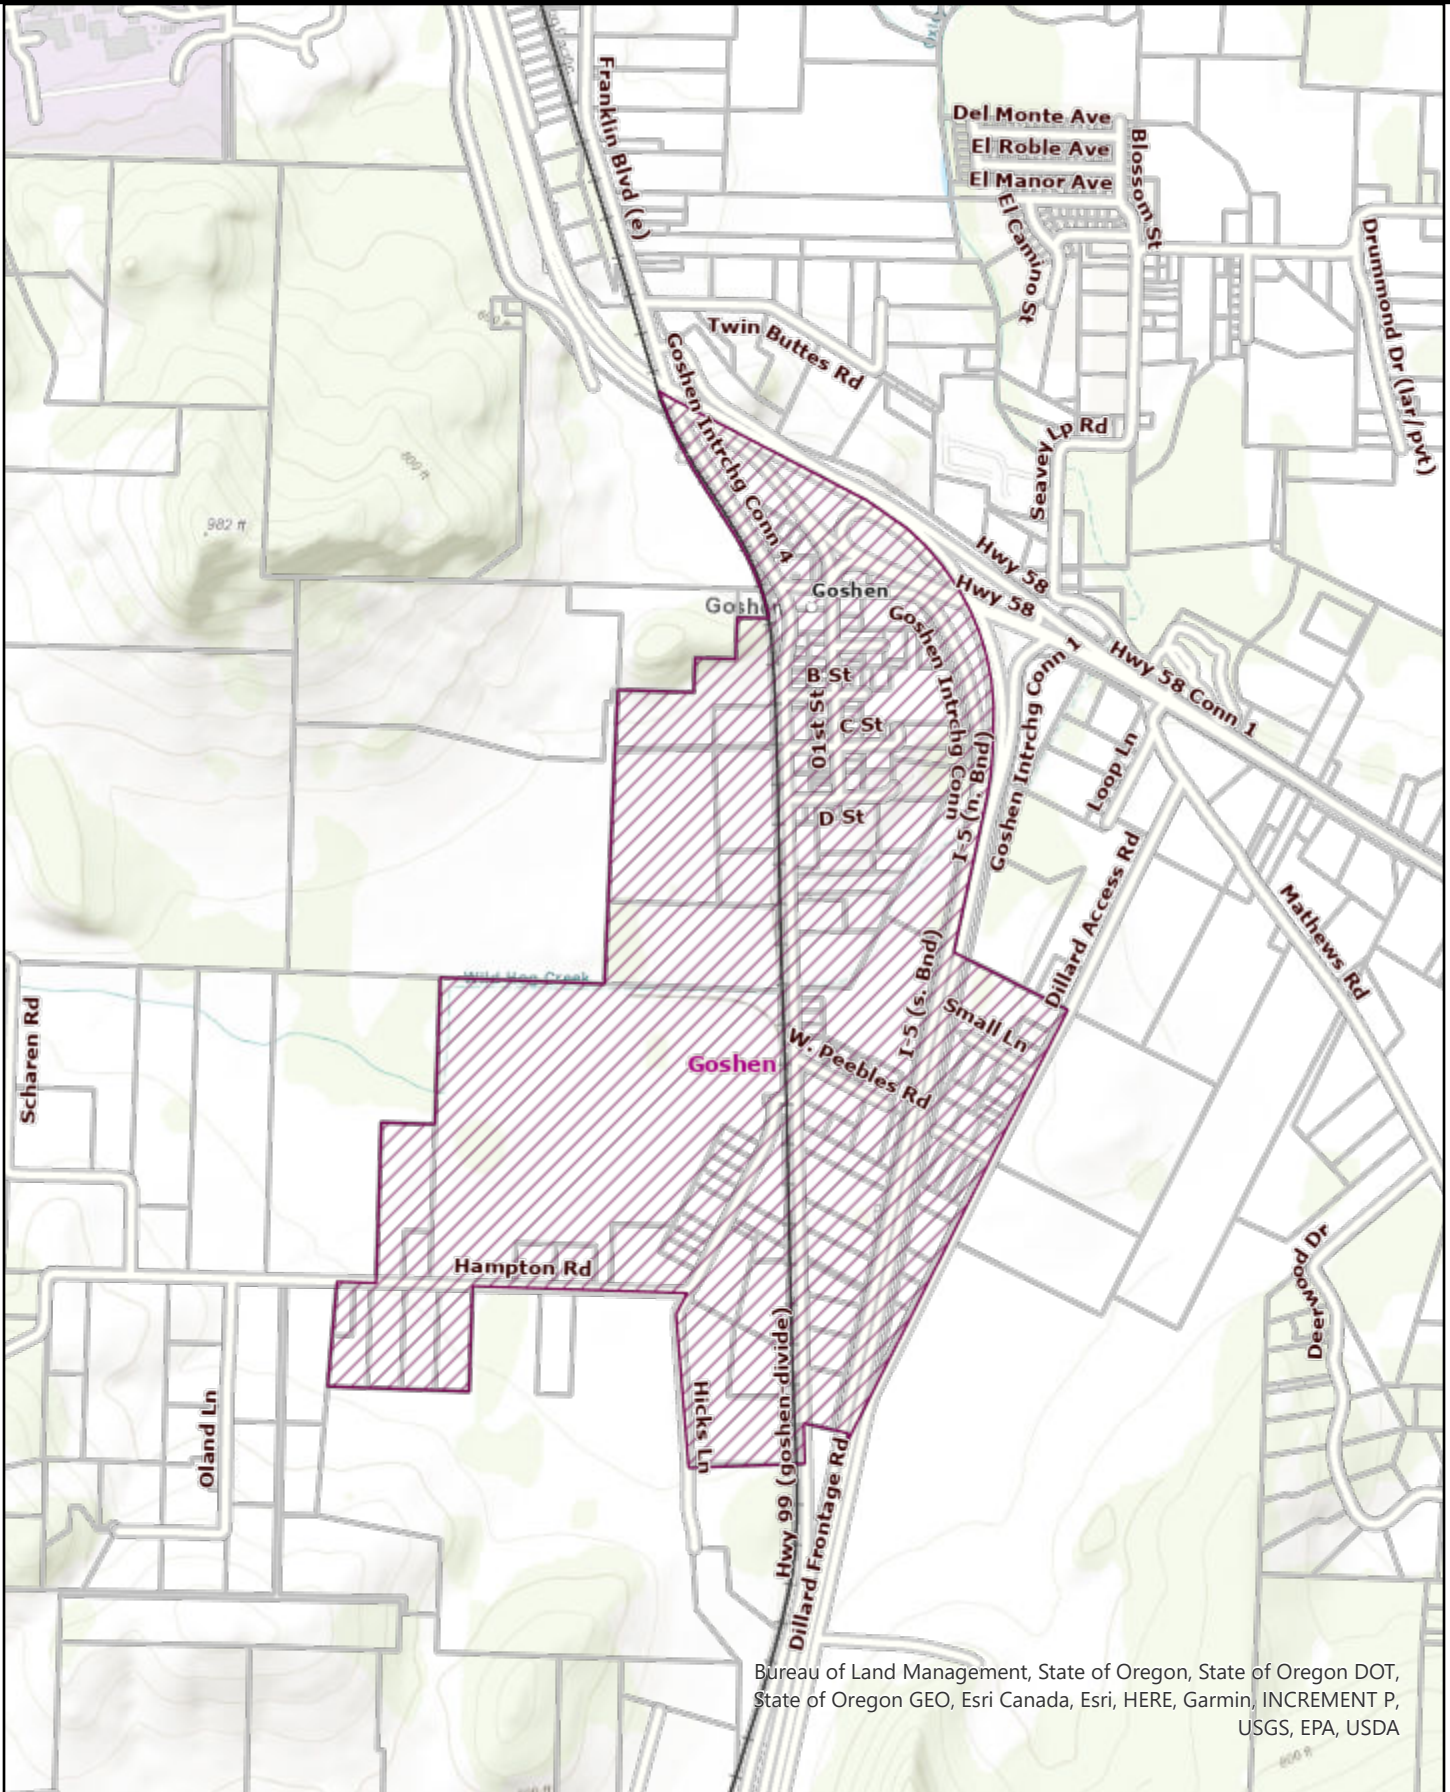 Franklin Blvd (e)
Del Monte Ave
El Roble Ave
El Manor Ave
Blossom St
El Camino St
Drummond Dr (lar/pvt)
Twin Buttes Rd
Goshen Intrchg Conn 4
Seavey Lp Rd
600 ft
982 ft
Hwy 58
Hwy 58
Goshen
Goshen
Goshen Intrchg Conn
Goshen Intrchg Conn 1
Hwy 58 Conn 1
B St
01st St
C St
D St
I-5 (n. Bnd)
Loop Ln
Dillard Access Rd
Mathews Rd
Wild Hog Creek
I-5 (s. Bnd)
Small Ln
Scharen Rd
W. Peebles Rd
Goshen
Hampton Rd
Deerwood Dr
Oland Ln
Hicks Ln
Hwy 99 (goshen-divide)
Dillard Frontage Rd
Bureau of Land Management, State of Oregon, State of Oregon DOT,
State of Oregon GEO, Esri Canada, Esri, HERE, Garmin, INCREMENT P,
USGS, EPA, USDA